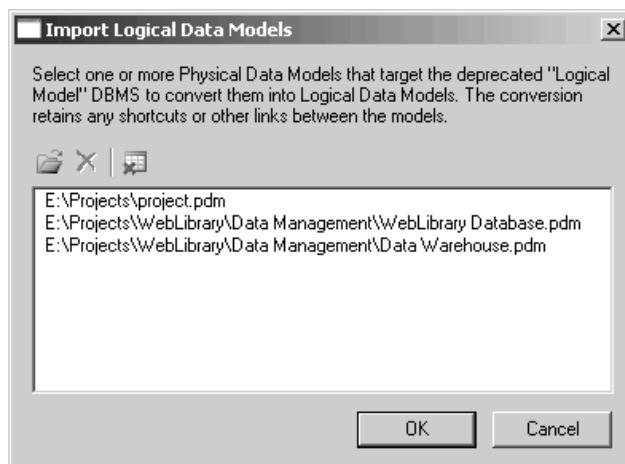 Import Logical Data Models
Select one or more Physical Data Models that target the deprecated "Logical
Model" DBMS to convert them into Logical Data Models. The conversion
retains any shortcuts or other links between the models.
E:\Projects\project.pdm
E:\Projects\WebLibrary\Data Management\WebLibrary Database.pdm
E:\Projects\WebLibrary\Data Management\Data Warehouse.pdm
OK Cancel